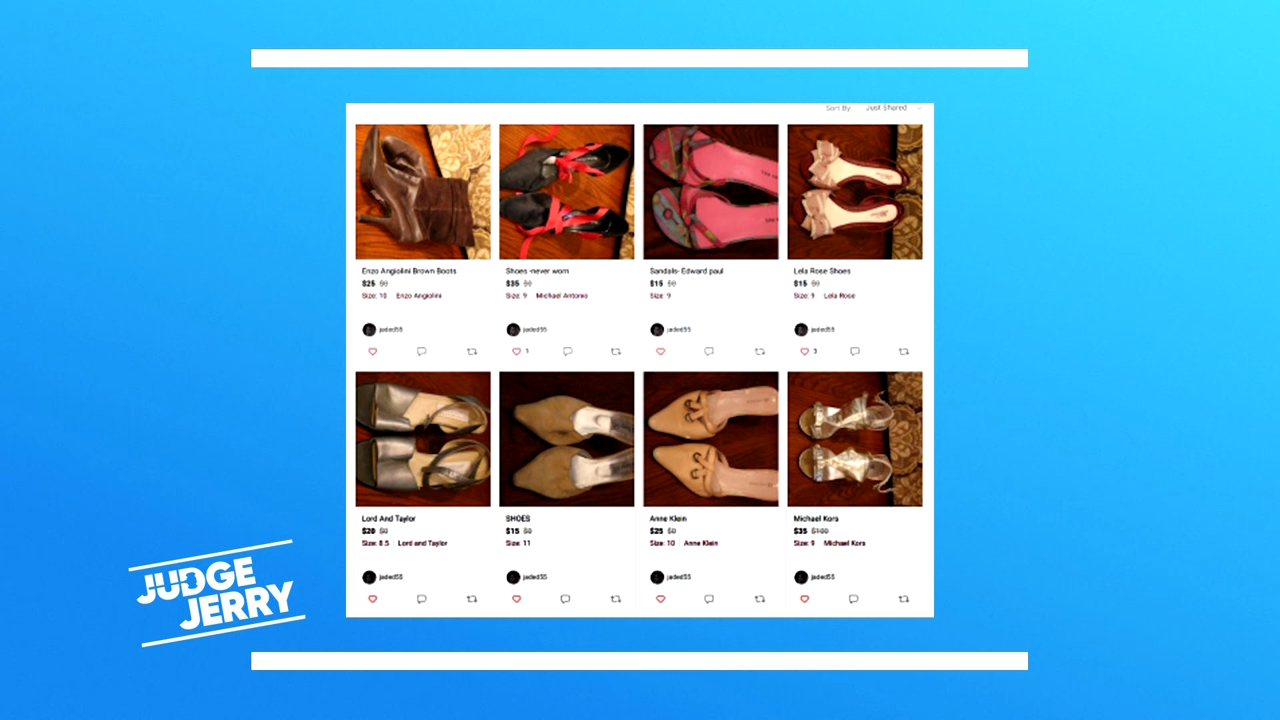 Sort By Just Shared
Enzo Angiolini Brown Boots
$25 $0
Size: 10 Enzo Angiolini
jaded55
Shoes -never worn
$35 $0
Size: 9 Michael Antonio
jaded55
1
Sandals- Edward paul
$15 $0
Size: 9
jaded55
Lela Rose Shoes
$15 $0
Size: 9 Lela Rose
jaded55
3
Lord And Taylor
$20 $0
Size: 8.5 Lord and Taylor
jaded55
SHOES
$15 $0
Size: 11
jaded55
Anne Klein
$25 $0
Size: 10 Anne Klein
jaded55
Michael Kors
$35 $100
Size: 9 Michael Kors
jaded55
JUDGE
JERRY